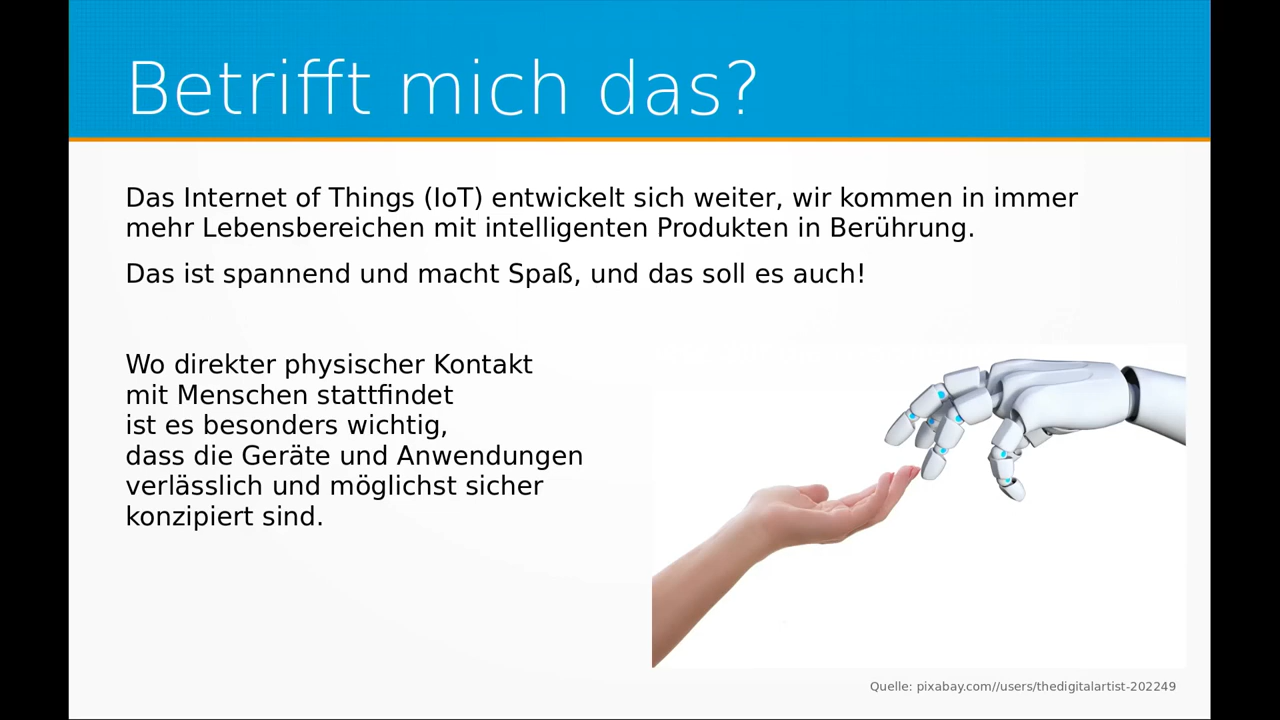 Betrifft mich das?
Das Internet of Things (IoT) entwickelt sich weiter, wir kommen in immer
mehr Lebensbereichen mit intelligenten Produkten in Berührung.
Das ist spannend und macht Spaß, und das soll es auch!
Wo direkter physischer Kontakt
mit Menschen stattfindet
ist es besonders wichtig,
dass die Geräte und Anwendungen
verlässlich und möglichst sicher
konzipiert sind.
Quelle: pixabay.com//users/thedigitalartist-202249